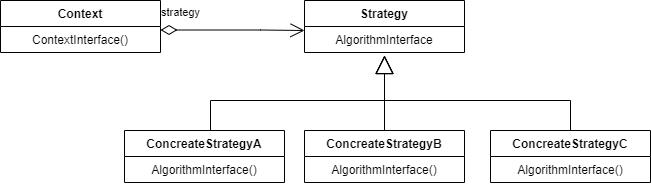 Context
strategy
Strategy
ContextInterface()
AlgorithmInterface
ConcreateStrategyA
ConcreateStrategyB
ConcreateStrategyC
AlgorithmInterface()
AlgorithmInterface()
AlgorithmInterface()